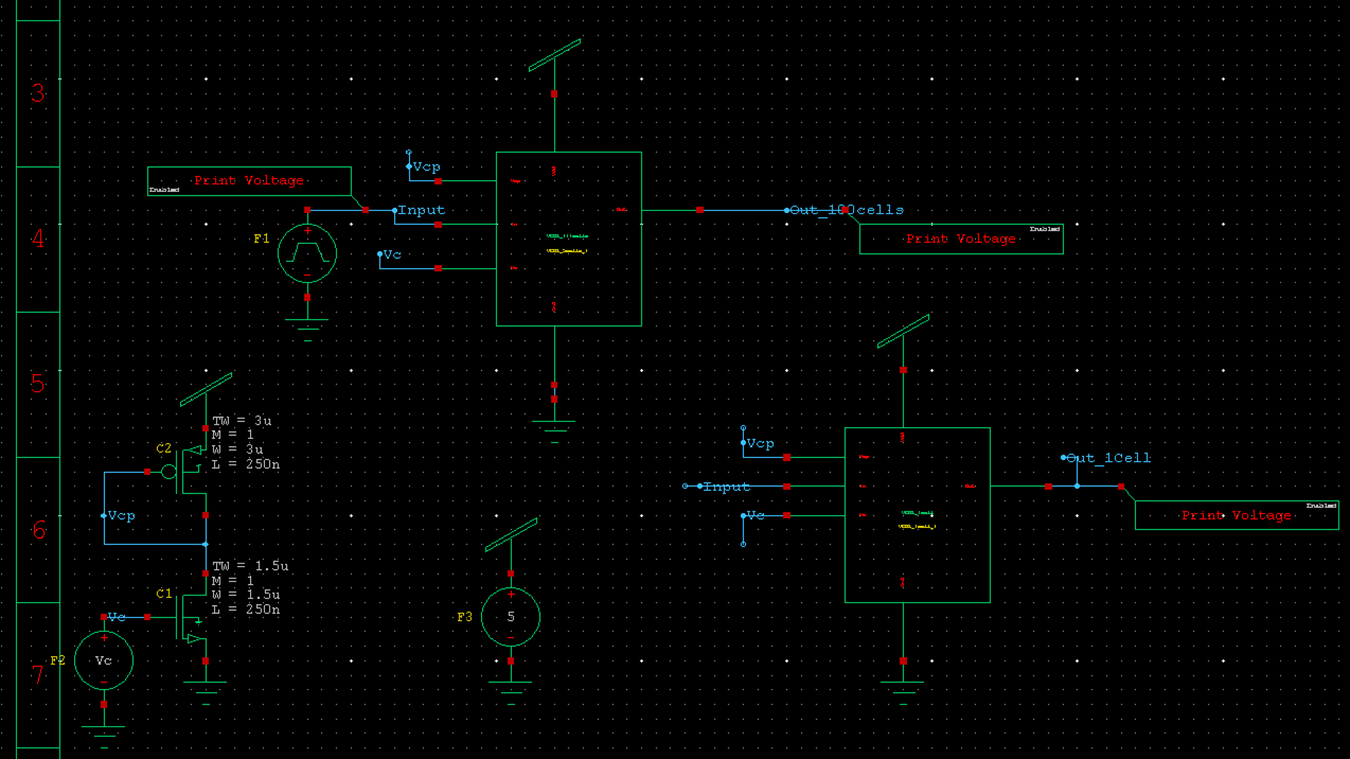 3
Vcp
Print Voltage
Enabled
Input
Out_100cells
F1
4
Enabled
Print Voltage
Vc
5
TW = 3u
M = 1
C2
W = 3u
L = 250n
Vcp
Out_1Cell
Input
Enabled
Print Voltage
Vcp
Vc
6
TW = 1.5u
M = 1
C1
W = 1.5u
L = 250n
Vc
F3
5
F2
Vc
7